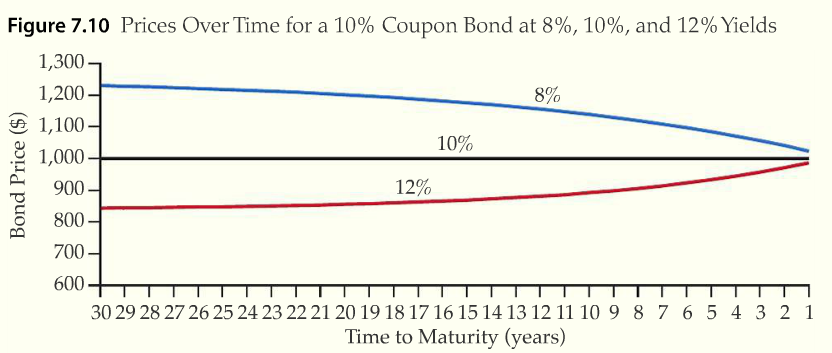 Figure 7.10 Prices Over Time for a 10% Coupon Bond at 8%, 10%, and 12% Yields
1,300
1,200
1,100
1,000
900
800
700
600
Bond Price ($)
8%
10%
12%
30 29 28 27 26 25 24 23 22 21 20 19 18 17 16 15 14 13 12 11 10 9 8 7 6 5 4 3 2 1
Time to Maturity (years)